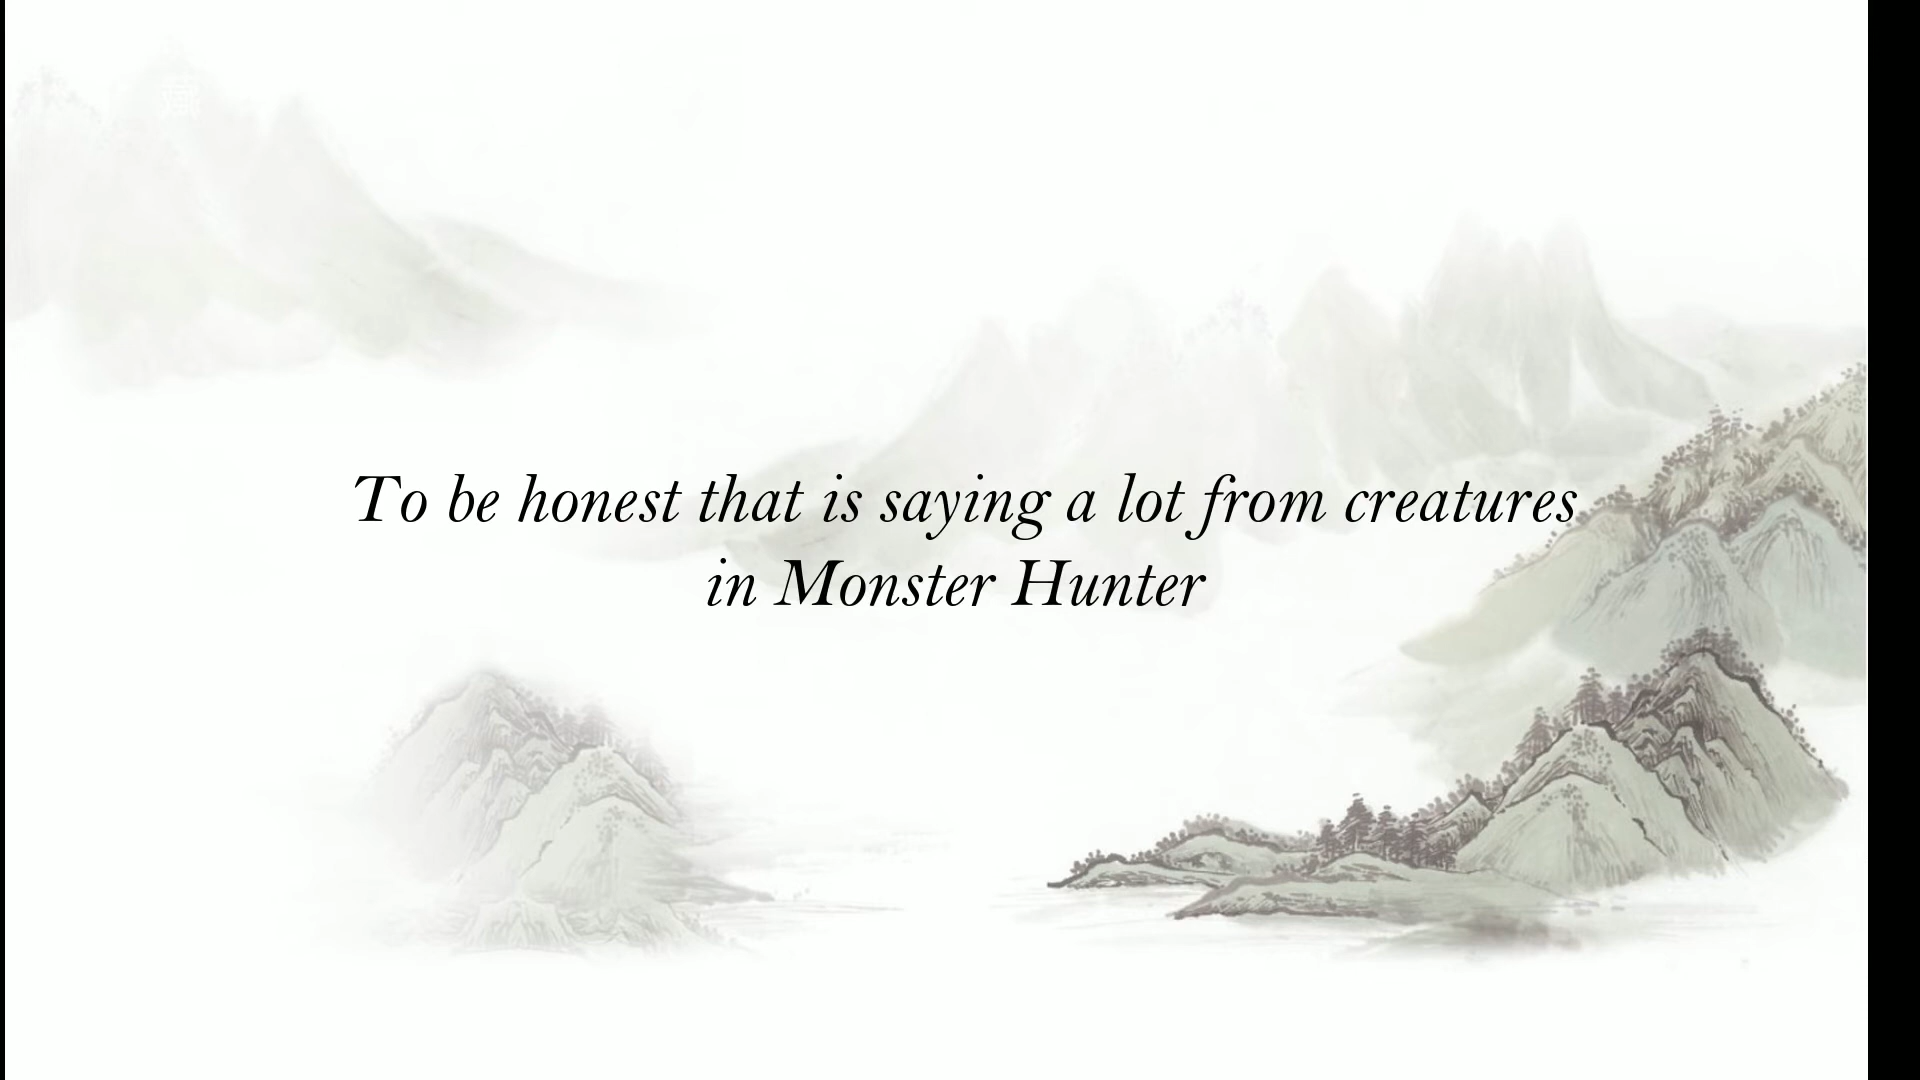 To be honest that is saying a lot from creatures
in Monster Hunter